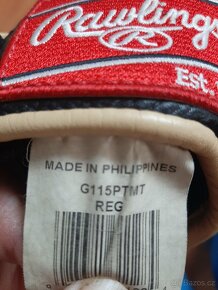 Rawlings
R
Est.
MADE IN PHILIPPINES
G115PTMT
REG